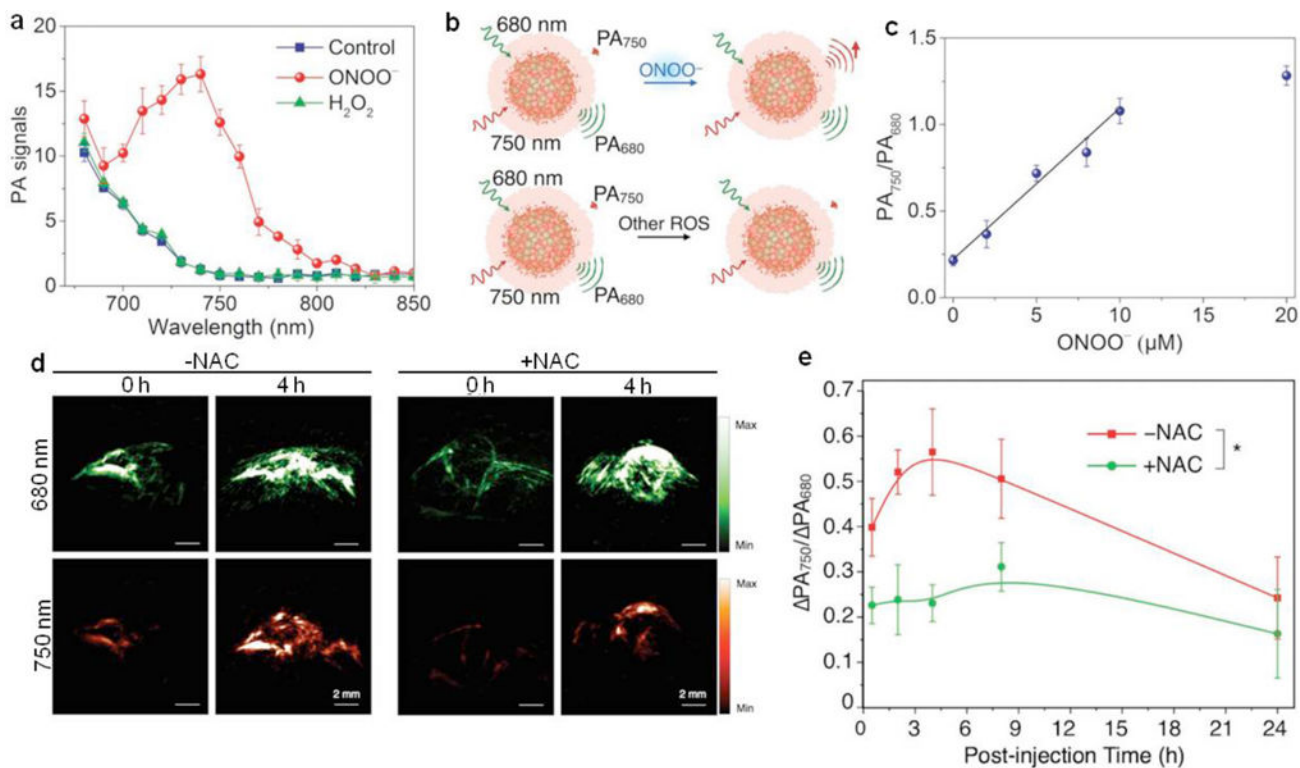 a
20
15
10
5
0
PA signals
Control
ONOO⁻
H₂O₂
700
750
800
850
Wavelength (nm)
b
680 nm
PA₇₅₀
ONOO⁻
750 nm
PA₆₈₀
680 nm
PA₇₅₀
Other ROS
750 nm
PA₆₈₀
c
1.5
1.0
0.5
0.0
PA₇₅₀/PA₆₈₀
0
5
10
15
20
ONOO⁻ (µM)
d
-NAC
+NAC
0 h
4 h
0 h
4 h
680 nm
Max
Min
750 nm
Max
Min
2 mm
2 mm
e
0.7
0.6
0.5
0.4
0.3
0.2
0.1
0
ΔPA₇₅₀/ΔPA₆₈₀
–NAC
+NAC
*
0
3
6
9
12
15
18
21
24
Post-injection Time (h)